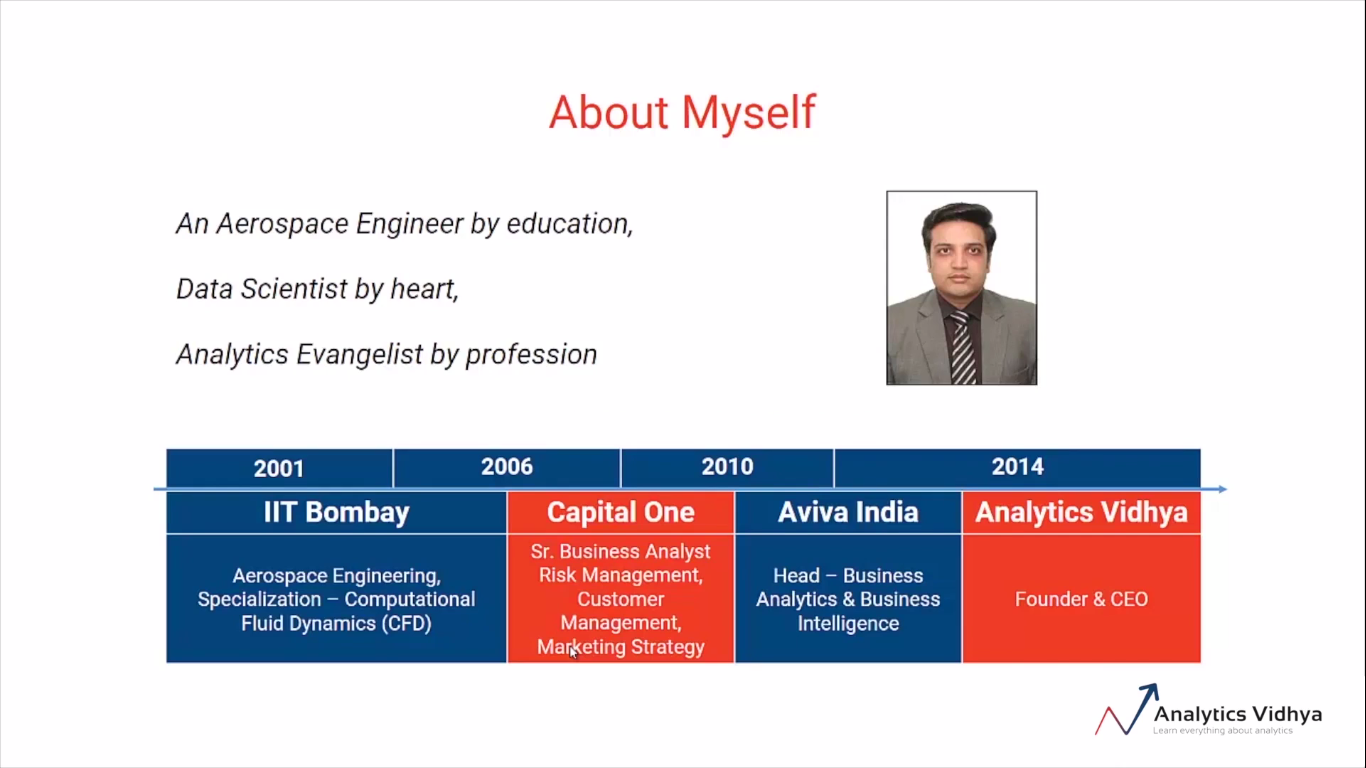 About Myself
An Aerospace Engineer by education,
Data Scientist by heart,
Analytics Evangelist by profession
2001 2006 2010 2014
IIT Bombay Capital One Aviva India Analytics Vidhya
Aerospace Engineering,
Specialization – Computational
Fluid Dynamics (CFD)
Sr. Business Analyst
Risk Management,
Customer
Management,
Marketing Strategy
Head – Business
Analytics & Business
Intelligence
Founder & CEO
Analytics Vidhya
Learn everything about analytics